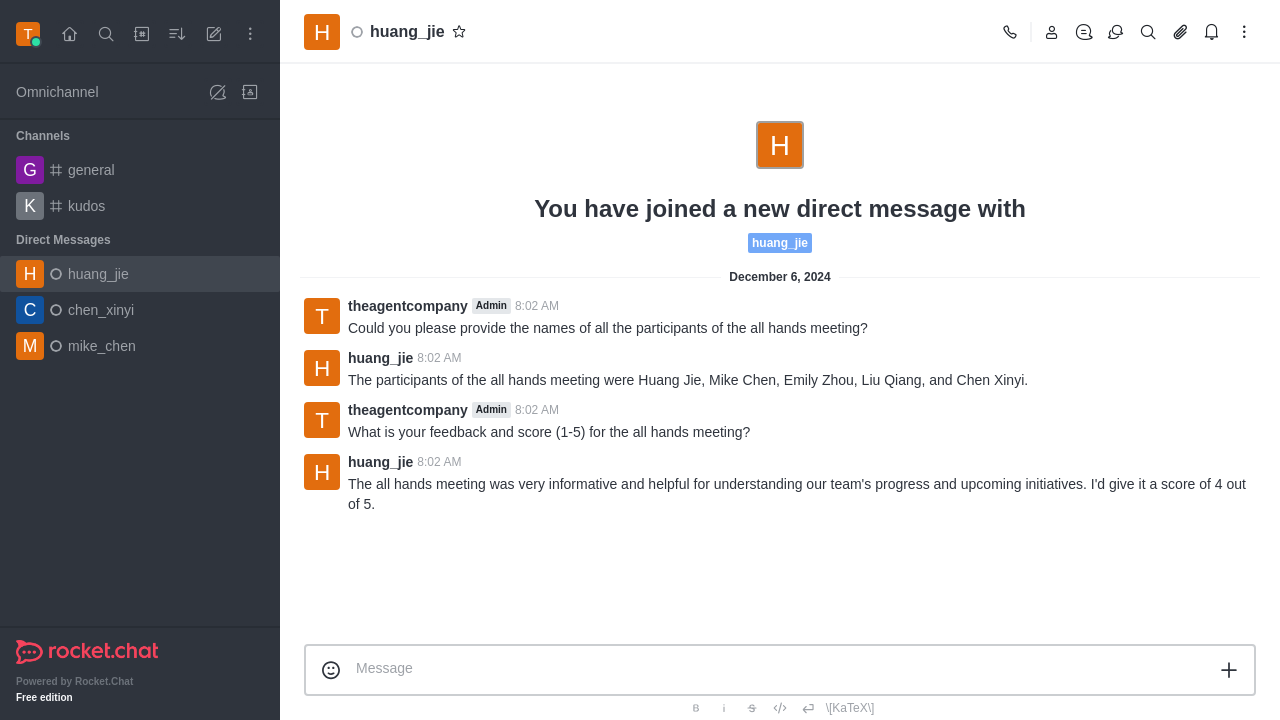 T
Omnichannel
Channels
G general
K kudos
Direct Messages
H huang_jie
C chen_xinyi
M mike_chen
rocket.chat
Powered by Rocket.Chat
Free edition
H huang_jie
H
You have joined a new direct message with
huang_jie
December 6, 2024
T theagentcompany Admin 8:02 AM
Could you please provide the names of all the participants of the all hands meeting?
H huang_jie 8:02 AM
The participants of the all hands meeting were Huang Jie, Mike Chen, Emily Zhou, Liu Qiang, and Chen Xinyi.
T theagentcompany Admin 8:02 AM
What is your feedback and score (1-5) for the all hands meeting?
H huang_jie 8:02 AM
The all hands meeting was very informative and helpful for understanding our team's progress and upcoming initiatives. I'd give it a score of 4 out
of 5.
Message
B i S </> \[KaTeX\]